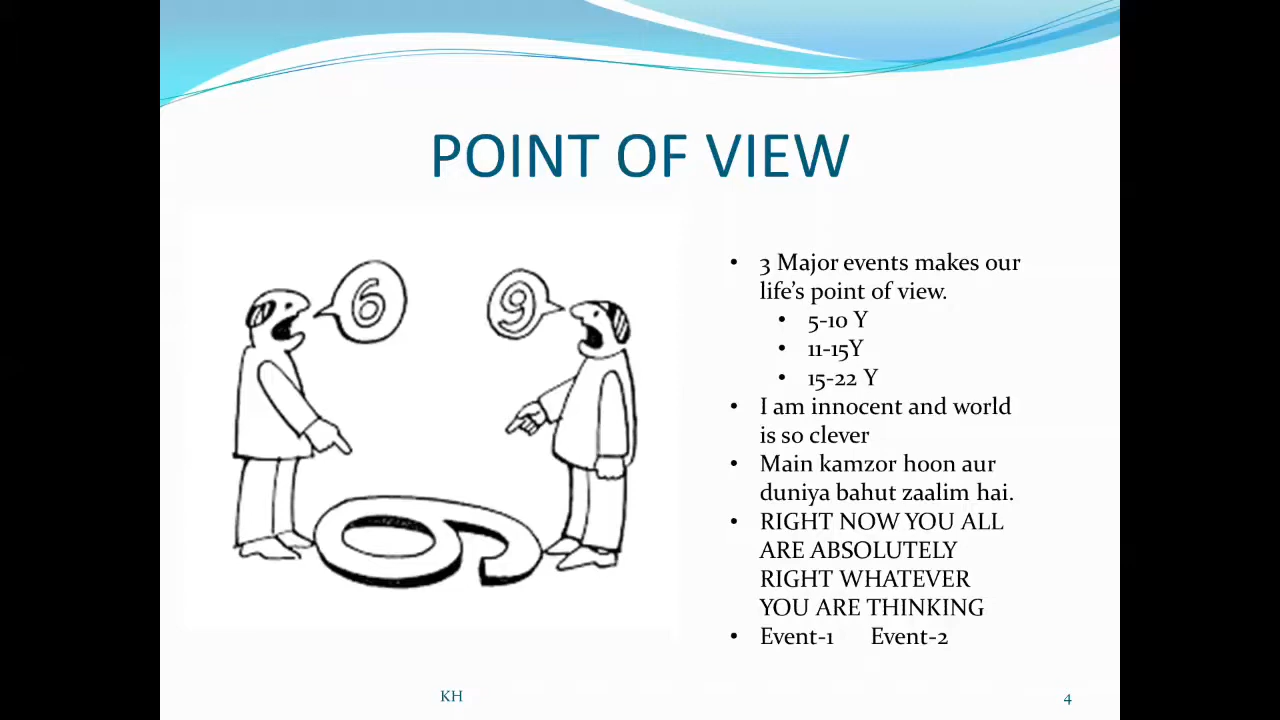 POINT OF VIEW
6
9
• 3 Major events makes our
life's point of view.
• 5-10 Y
• 11-15Y
• 15-22 Y
• I am innocent and world
is so clever
• Main kamzor hoon aur
duniya bahut zaalim hai.
• RIGHT NOW YOU ALL
ARE ABSOLUTELY
RIGHT WHATEVER
YOU ARE THINKING
• Event-1 Event-2
KH
4